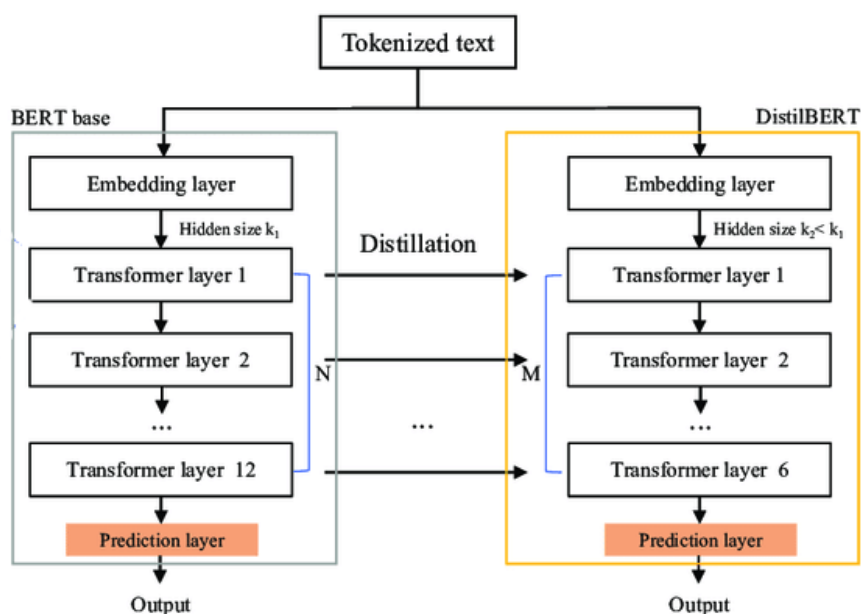 Tokenized text
BERT base
DistilBERT
Embedding layer
Embedding layer
Hidden size k₁
Hidden size k₂< k₁
Distillation
Transformer layer 1
Transformer layer 1
Transformer layer 2
N
M
Transformer layer 2
...
...
...
Transformer layer 12
Transformer layer 6
Prediction layer
Prediction layer
Output
Output